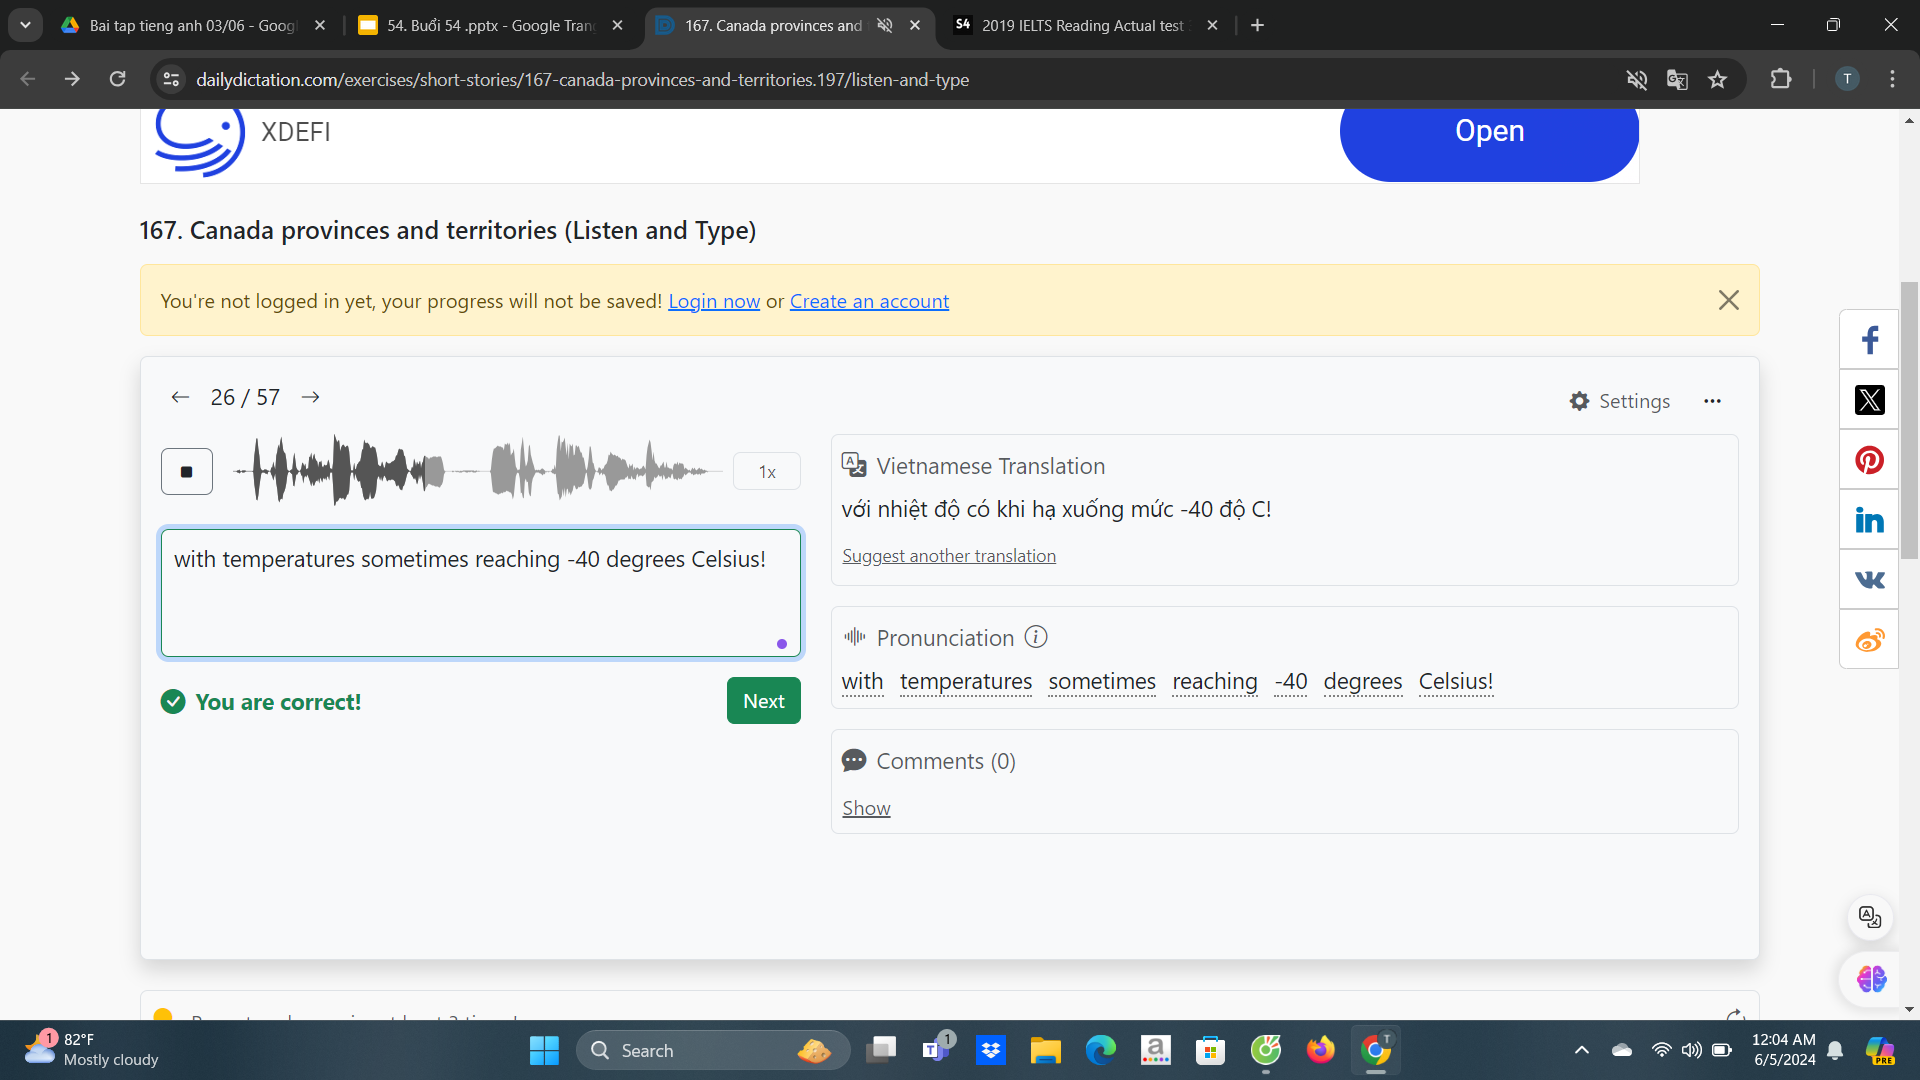 Bai tap tieng anh 03/06 - Googl
54. Buổi 54 .pptx - Google Tran
167. Canada provinces and
S4
2019 IELTS Reading Actual test
dailydictation.com/exercises/short-stories/167-canada-provinces-and-territories.197/listen-and-type
T
XDEFI
Open
167. Canada provinces and territories (Listen and Type)
You're not logged in yet, your progress will not be saved! Login now or Create an account
26 / 57
Settings
1x
Vietnamese Translation
với nhiệt độ có khi hạ xuống mức -40 độ C!
Suggest another translation
with temperatures sometimes reaching -40 degrees Celsius!
Pronunciation
with temperatures sometimes reaching -40 degrees Celsius!
You are correct!
Next
Comments (0)
Show
1
82°F
Mostly cloudy
Search
1
12:04 AM
6/5/2024
PRE